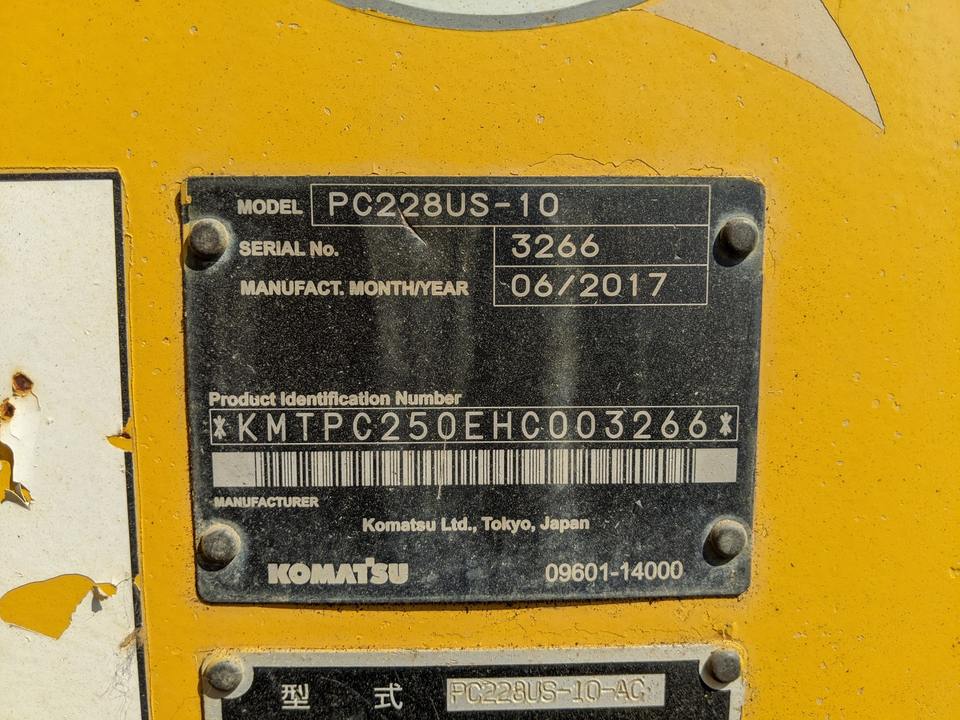 MODEL PC228US-10
SERIAL No. 3266
MANUFACT. MONTH/YEAR 06/2017
Product Identification Number
*KMTPC250EHC003266*
MANUFACTURER
Komatsu Ltd., Tokyo, Japan
KOMATSU 09601-14000
型 式 PC228US-10-AC